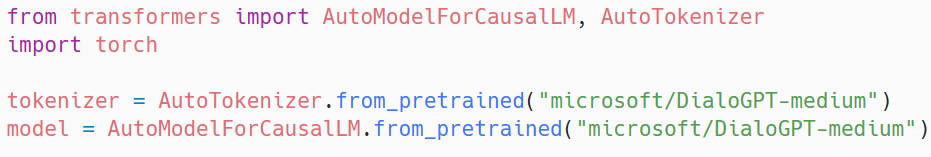 from transformers import AutoModelForCausalLM, AutoTokenizer
import torch
tokenizer = AutoTokenizer.from_pretrained("microsoft/DialoGPT-medium")
model = AutoModelForCausalLM.from_pretrained("microsoft/DialoGPT-medium")